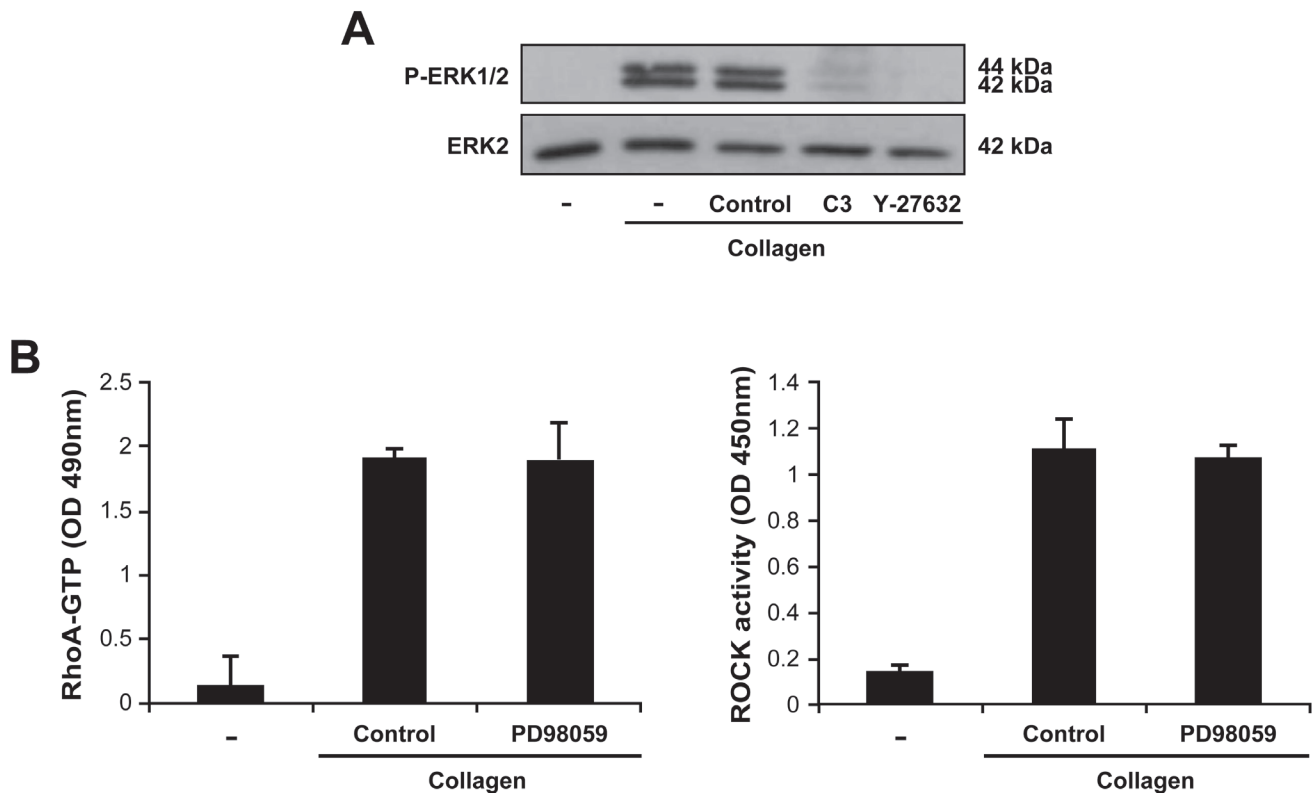 A
P-ERK1/2
44 kDa
42 kDa
ERK2
42 kDa
- - Control C3 Y-27632
Collagen
B
RhoA-GTP (OD 490nm)
2.5
2
1.5
1
0.5
0
- Control PD98059
Collagen
ROCK activity (OD 450nm)
1.4
1.2
1
0.8
0.6
0.4
0.2
0
- Control PD98059
Collagen